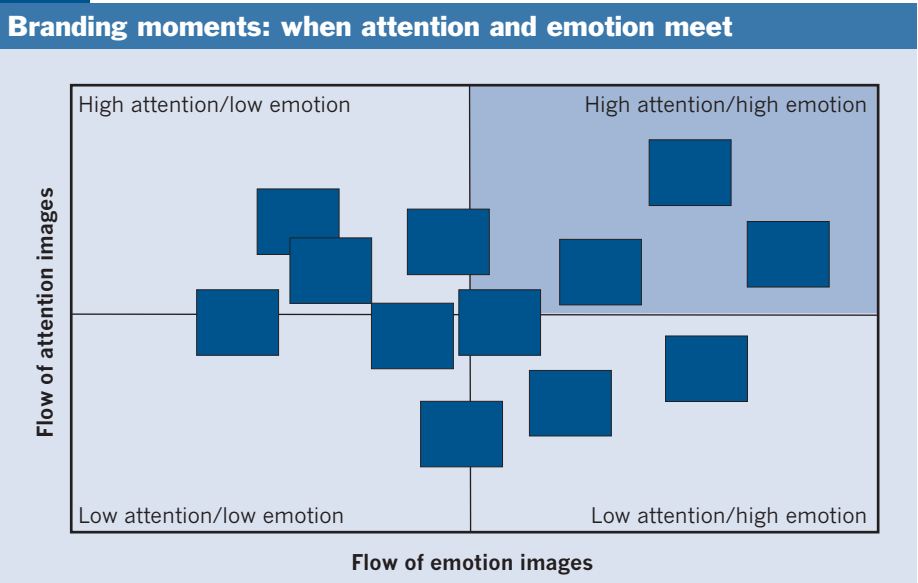 Branding moments: when attention and emotion meet
High attention/low emotion
High attention/high emotion
Flow of attention images
Low attention/low emotion
Low attention/high emotion
Flow of emotion images